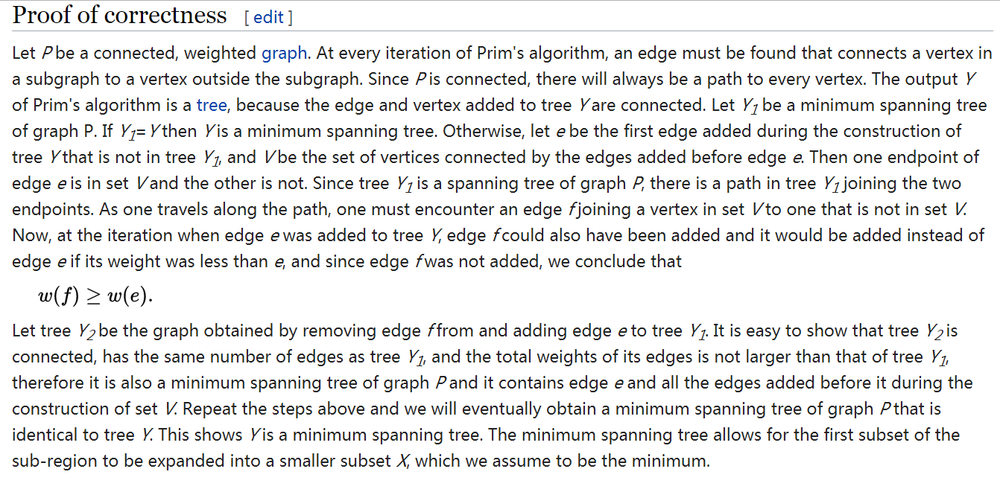 Proof of correctness [ edit ]
Let P be a connected, weighted graph. At every iteration of Prim's algorithm, an edge must be found that connects a vertex in
a subgraph to a vertex outside the subgraph. Since P is connected, there will always be a path to every vertex. The output Y
of Prim's algorithm is a tree, because the edge and vertex added to tree Y are connected. Let Y₁ be a minimum spanning tree
of graph P. If Y₁= Y then Y is a minimum spanning tree. Otherwise, let e be the first edge added during the construction of
tree Y that is not in tree Y₁, and V be the set of vertices connected by the edges added before edge e. Then one endpoint of
edge e is in set V and the other is not. Since tree Y₁ is a spanning tree of graph P, there is a path in tree Y₁ joining the two
endpoints. As one travels along the path, one must encounter an edge f joining a vertex in set V to one that is not in set V.
Now, at the iteration when edge e was added to tree Y, edge f could also have been added and it would be added instead of
edge e if its weight was less than e, and since edge f was not added, we conclude that
w(f) ≥ w(e).
Let tree Y₂ be the graph obtained by removing edge f from and adding edge e to tree Y₁. It is easy to show that tree Y₂ is
connected, has the same number of edges as tree Y₁, and the total weights of its edges is not larger than that of tree Y₁,
therefore it is also a minimum spanning tree of graph P and it contains edge e and all the edges added before it during the
construction of set V. Repeat the steps above and we will eventually obtain a minimum spanning tree of graph P that is
identical to tree Y. This shows Y is a minimum spanning tree. The minimum spanning tree allows for the first subset of the
sub-region to be expanded into a smaller subset X, which we assume to be the minimum.